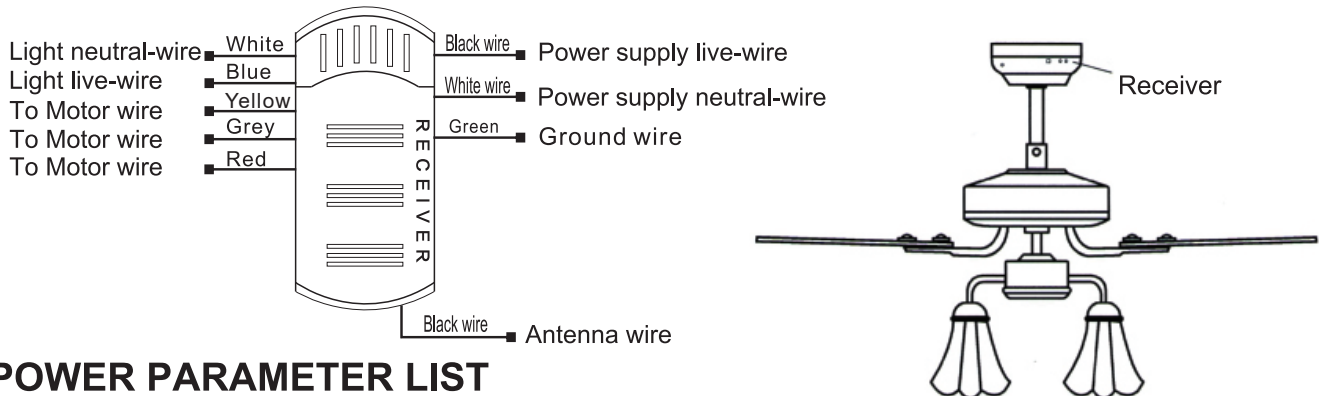 Light neutral-wire White
Light live-wire Blue
To Motor wire Yellow
To Motor wire Grey
To Motor wire Red
RECEIVER
Black wire Power supply live-wire
White wire Power supply neutral-wire
Green Ground wire
Black wire Antenna wire
Receiver
POWER PARAMETER LIST